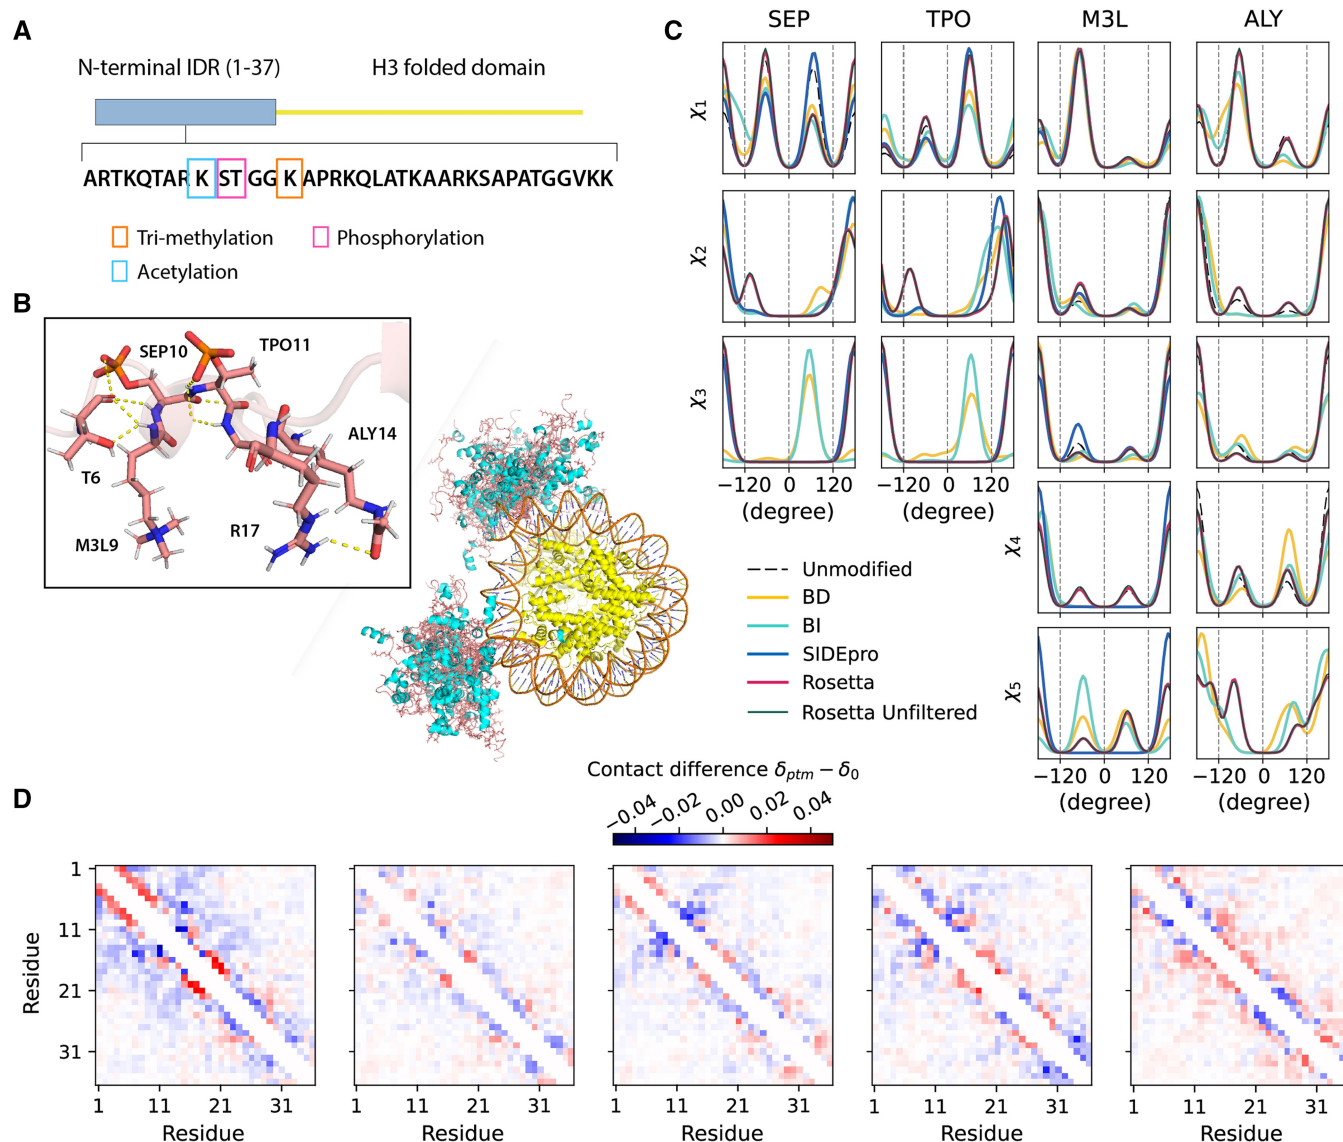 A
N-terminal IDR (1-37)
H3 folded domain
ARTKQTAR K ST GG K APRKQLATKAARKSAPATGGVKK
Tri-methylation
Phosphorylation
Acetylation
B
SEP10
TPO11
ALY14
T6
R17
M3L9
C
SEP TPO M3L ALY
χ1
χ2
χ3
−120 0 120
(degree)
−120 0 120
(degree)
χ4
χ5
−120 0 120
(degree)
−120 0 120
(degree)
Unmodified
BD
BI
SIDEpro
Rosetta
Rosetta Unfiltered
D
Contact difference δptm − δ0
−0.04 −0.02 0.00 0.02 0.04
Residue
1
11
21
31
1 11 21 31
Residue
1 11 21 31
Residue
1 11 21 31
Residue
1 11 21 31
Residue
1 11 21 31
Residue